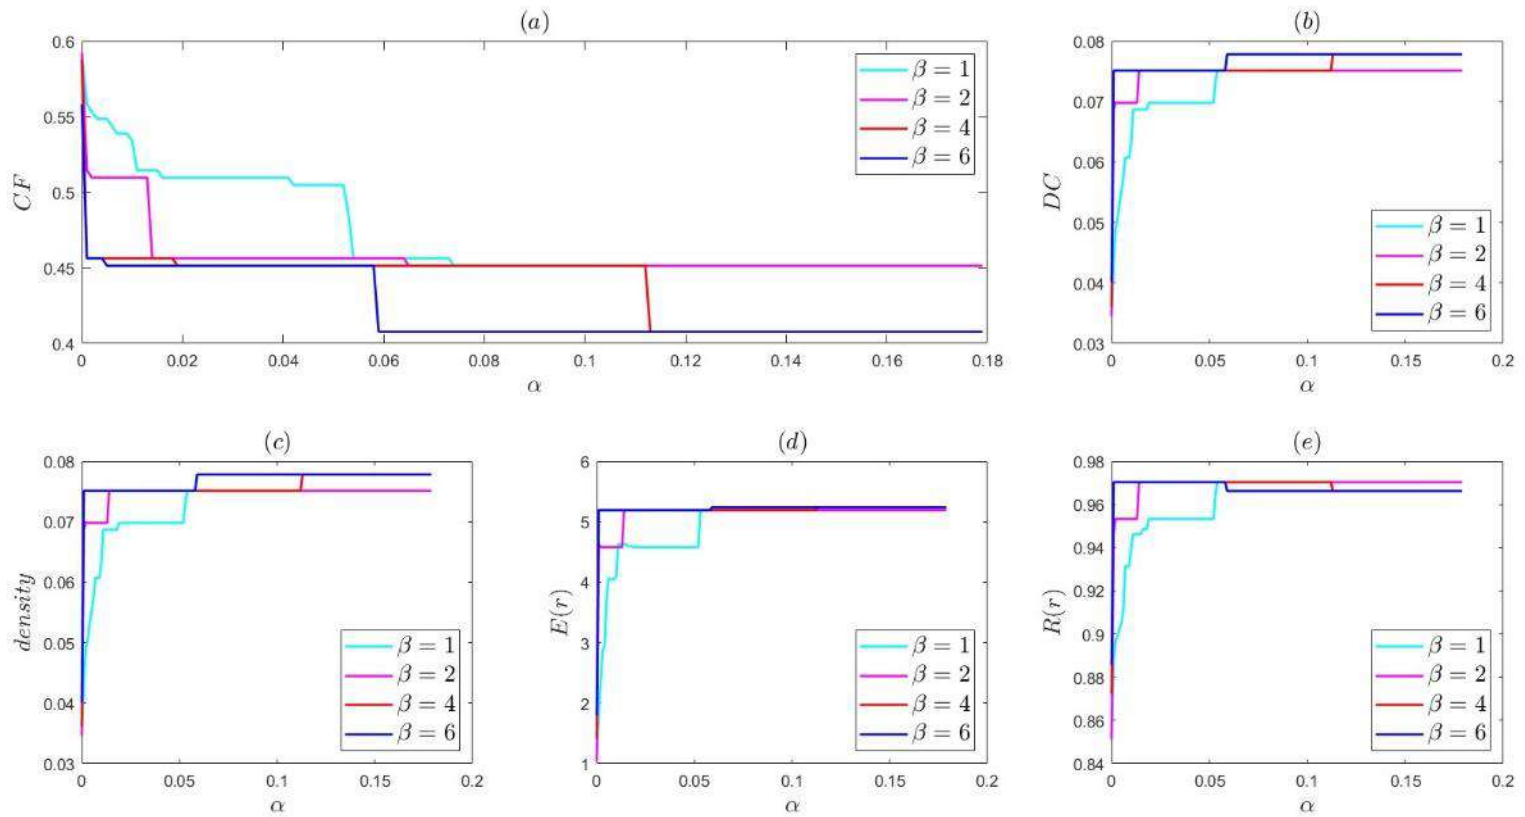 (a)
0.6
0.55
0.5
0.45
0.4
CF
0 0.02 0.04 0.06 0.08 0.1 0.12 0.14 0.16 0.18
α
β = 1
β = 2
β = 4
β = 6
(b)
0.08
0.07
0.06
0.05
0.04
0.03
DC
0 0.05 0.1 0.15 0.2
α
β = 1
β = 2
β = 4
β = 6
(c)
0.08
0.07
0.06
0.05
0.04
0.03
density
0 0.05 0.1 0.15 0.2
α
β = 1
β = 2
β = 4
β = 6
(d)
6
5
4
3
2
1
E(r)
0 0.05 0.1 0.15 0.2
α
β = 1
β = 2
β = 4
β = 6
(e)
0.98
0.96
0.94
0.92
0.9
0.88
0.86
0.84
R(r)
0 0.05 0.1 0.15 0.2
α
β = 1
β = 2
β = 4
β = 6